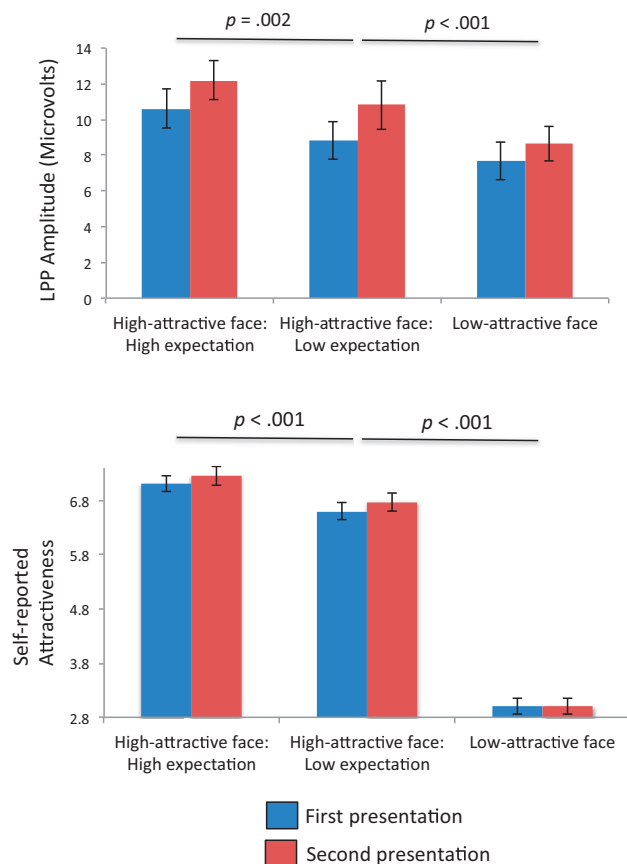 p = .002
p < .001
LPP Amplitude (Microvolts)
14
12
10
8
6
4
2
0
High-attractive face:
High expectation
High-attractive face:
Low expectation
Low-attractive face
p < .001
p < .001
Self-reported
Attractiveness
6.8
5.8
4.8
3.8
2.8
High-attractive face:
High expectation
High-attractive face:
Low expectation
Low-attractive face
First presentation
Second presentation